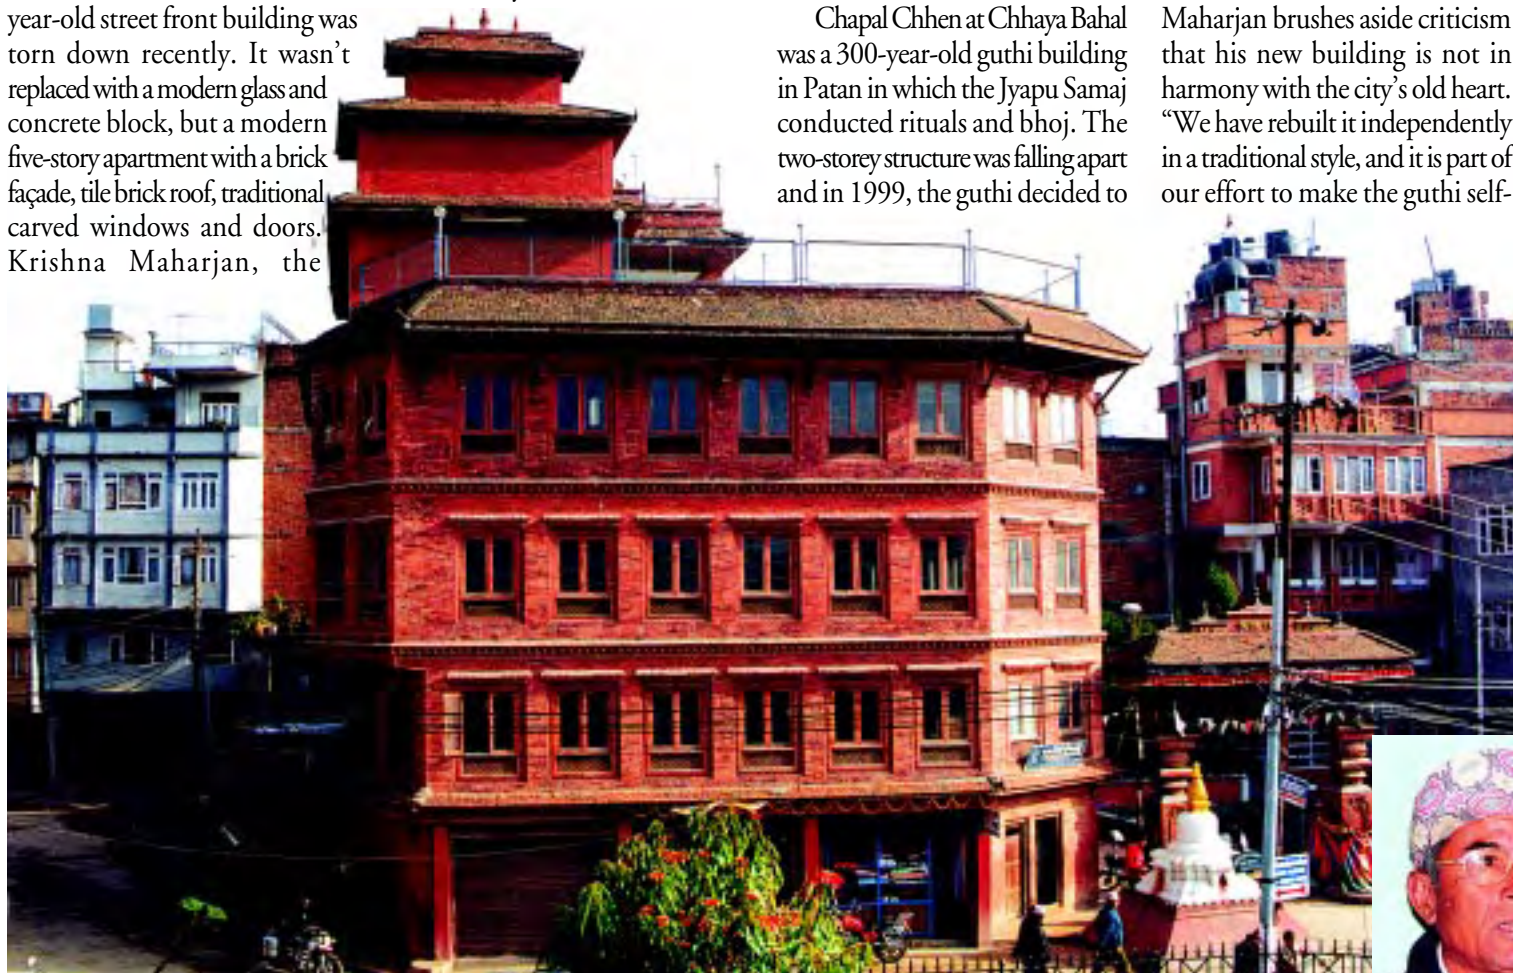 year-old street front building was
torn down recently. It wasn't
replaced with a modern glass and
concrete block, but a modern
five-story apartment with a brick
façade, tile brick roof, traditional
carved windows and doors.
Krishna Maharjan, the
Chapal Chhen at Chhaya Bahal
was a 300-year-old guthi building
in Patan in which the Jyapu Samaj
conducted rituals and bhoj. The
two-storey structure was falling apart
and in 1999, the guthi decided to
Maharjan brushes aside criticism
that his new building is not in
harmony with the city's old heart.
“We have rebuilt it independently
in a traditional style, and it is part of
our effort to make the guthi self-